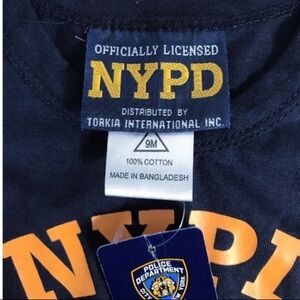 OFFICIALLY LICENSED
NYPD
DISTRIBUTED BY
TORKIA INTERNATIONAL INC.
9M
100% COTTON
MADE IN BANGLADESH
NYPD
POLICE
DEPARTMENT